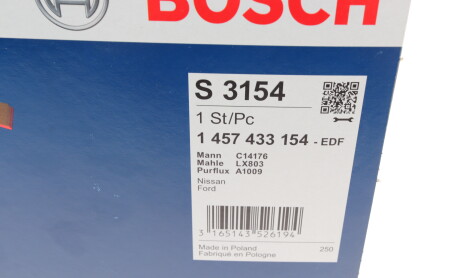 BOSCH
S 3154
1 St/Pc
1 457 433 154 - EDF
Mann C14176
Mahle LX803
Purflux A1009
Nissan
Ford
3 165143 526194
Made in Poland 250
Fabriqué en Pologne